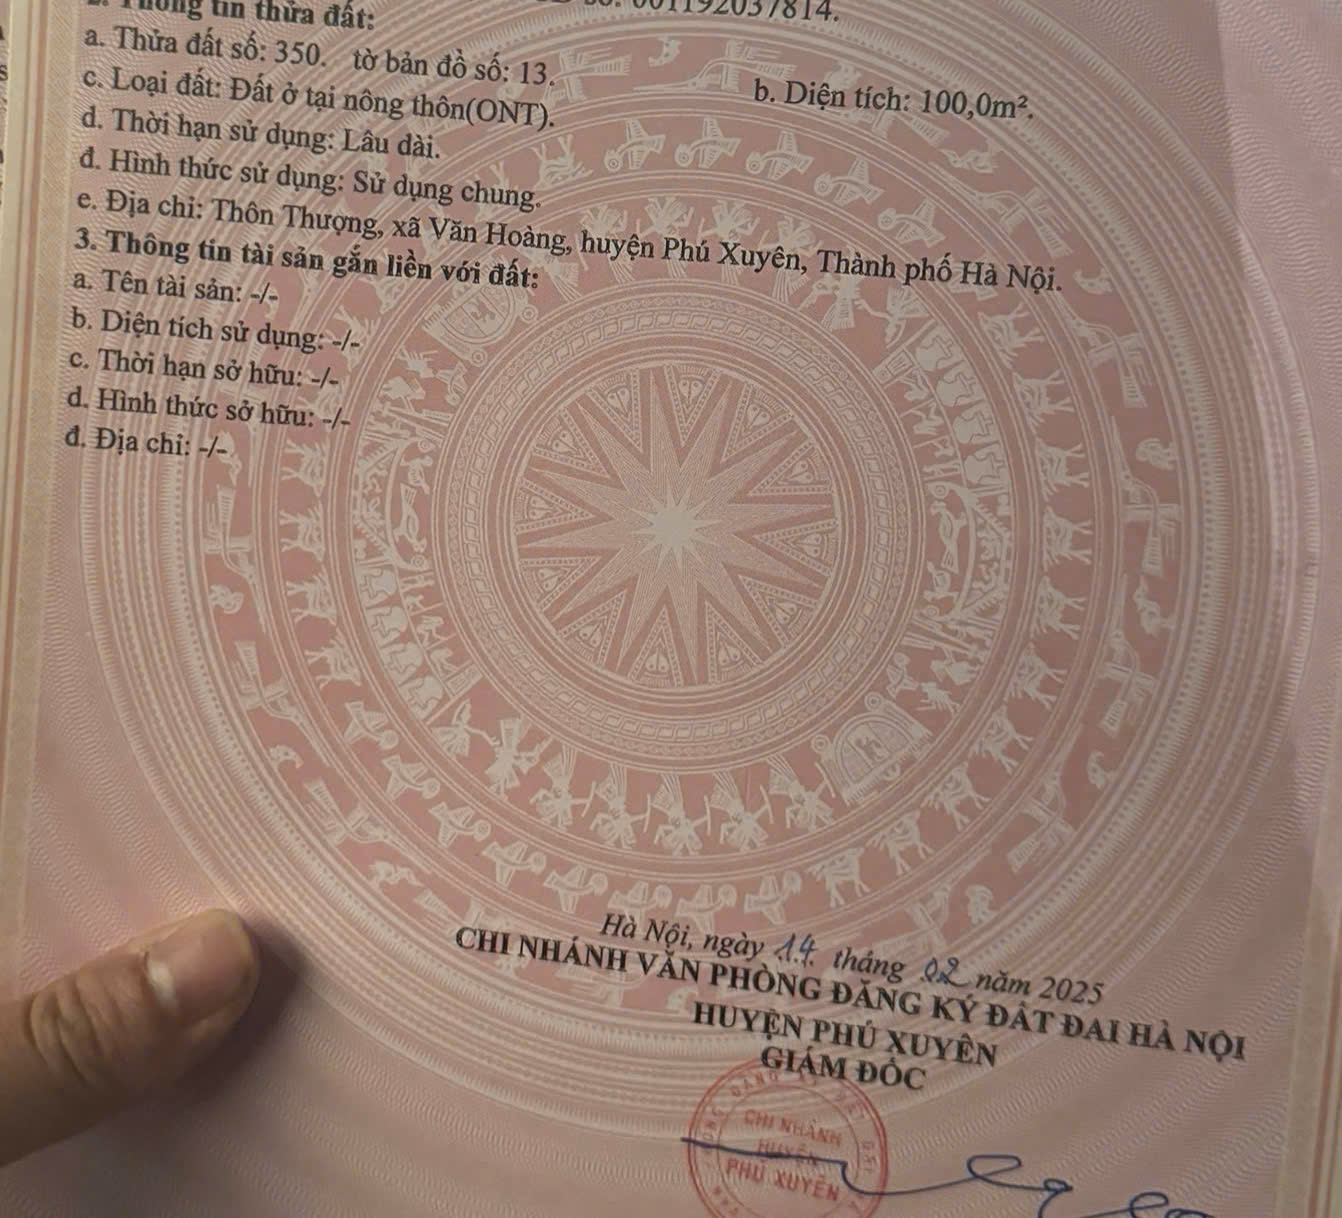 001192037814.
2. Thông tin thửa đất:
a. Thửa đất số: 350. tờ bản đồ số: 13.
b. Diện tích: 100,0m².
c. Loại đất: Đất ở tại nông thôn(ONT).
d. Thời hạn sử dụng: Lâu dài.
đ. Hình thức sử dụng: Sử dụng chung.
e. Địa chỉ: Thôn Thượng, xã Văn Hoàng, huyện Phú Xuyên, Thành phố Hà Nội.
3. Thông tin tài sản gắn liền với đất:
a. Tên tài sản: -/-
b. Diện tích sử dụng: -/-
c. Thời hạn sở hữu: -/-
d. Hình thức sở hữu: -/-
đ. Địa chỉ: -/-
Hà Nội, ngày 14 tháng 02 năm 2025
CHI NHÁNH VĂN PHÒNG ĐĂNG KÝ ĐẤT ĐAI HÀ NỘI
HUYỆN PHÚ XUYÊN
GIÁM ĐỐC
CHI NHÁNH
HUYỆN
PHÚ XUYÊN